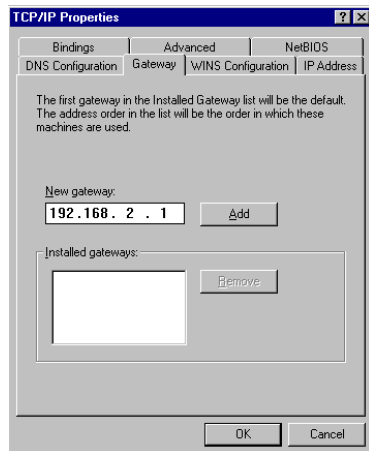 TCP/IP Properties
Bindings Advanced NetBIOS
DNS Configuration Gateway WINS Configuration IP Address
The first gateway in the Installed Gateway list will be the default.
The address order in the list will be the order in which these
machines are used.
New gateway:
192.168. 2 . 1 Add
Installed gateways:
Remove
OK Cancel